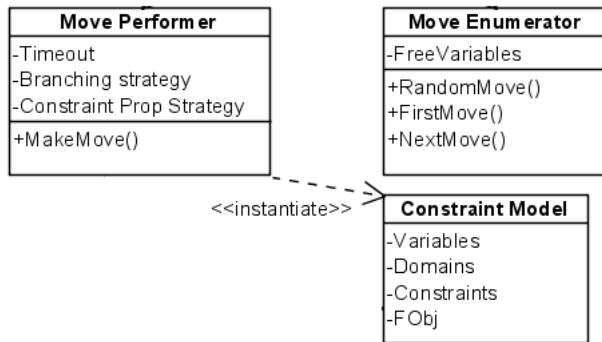 Move Performer
-Timeout
-Branching strategy
-Constraint Prop Strategy
+MakeMove()
Move Enumerator
-FreeVariables
+RandomMove()
+FirstMove()
+NextMove()
<<instantiate>>
Constraint Model
-Variables
-Domains
-Constraints
-FObj